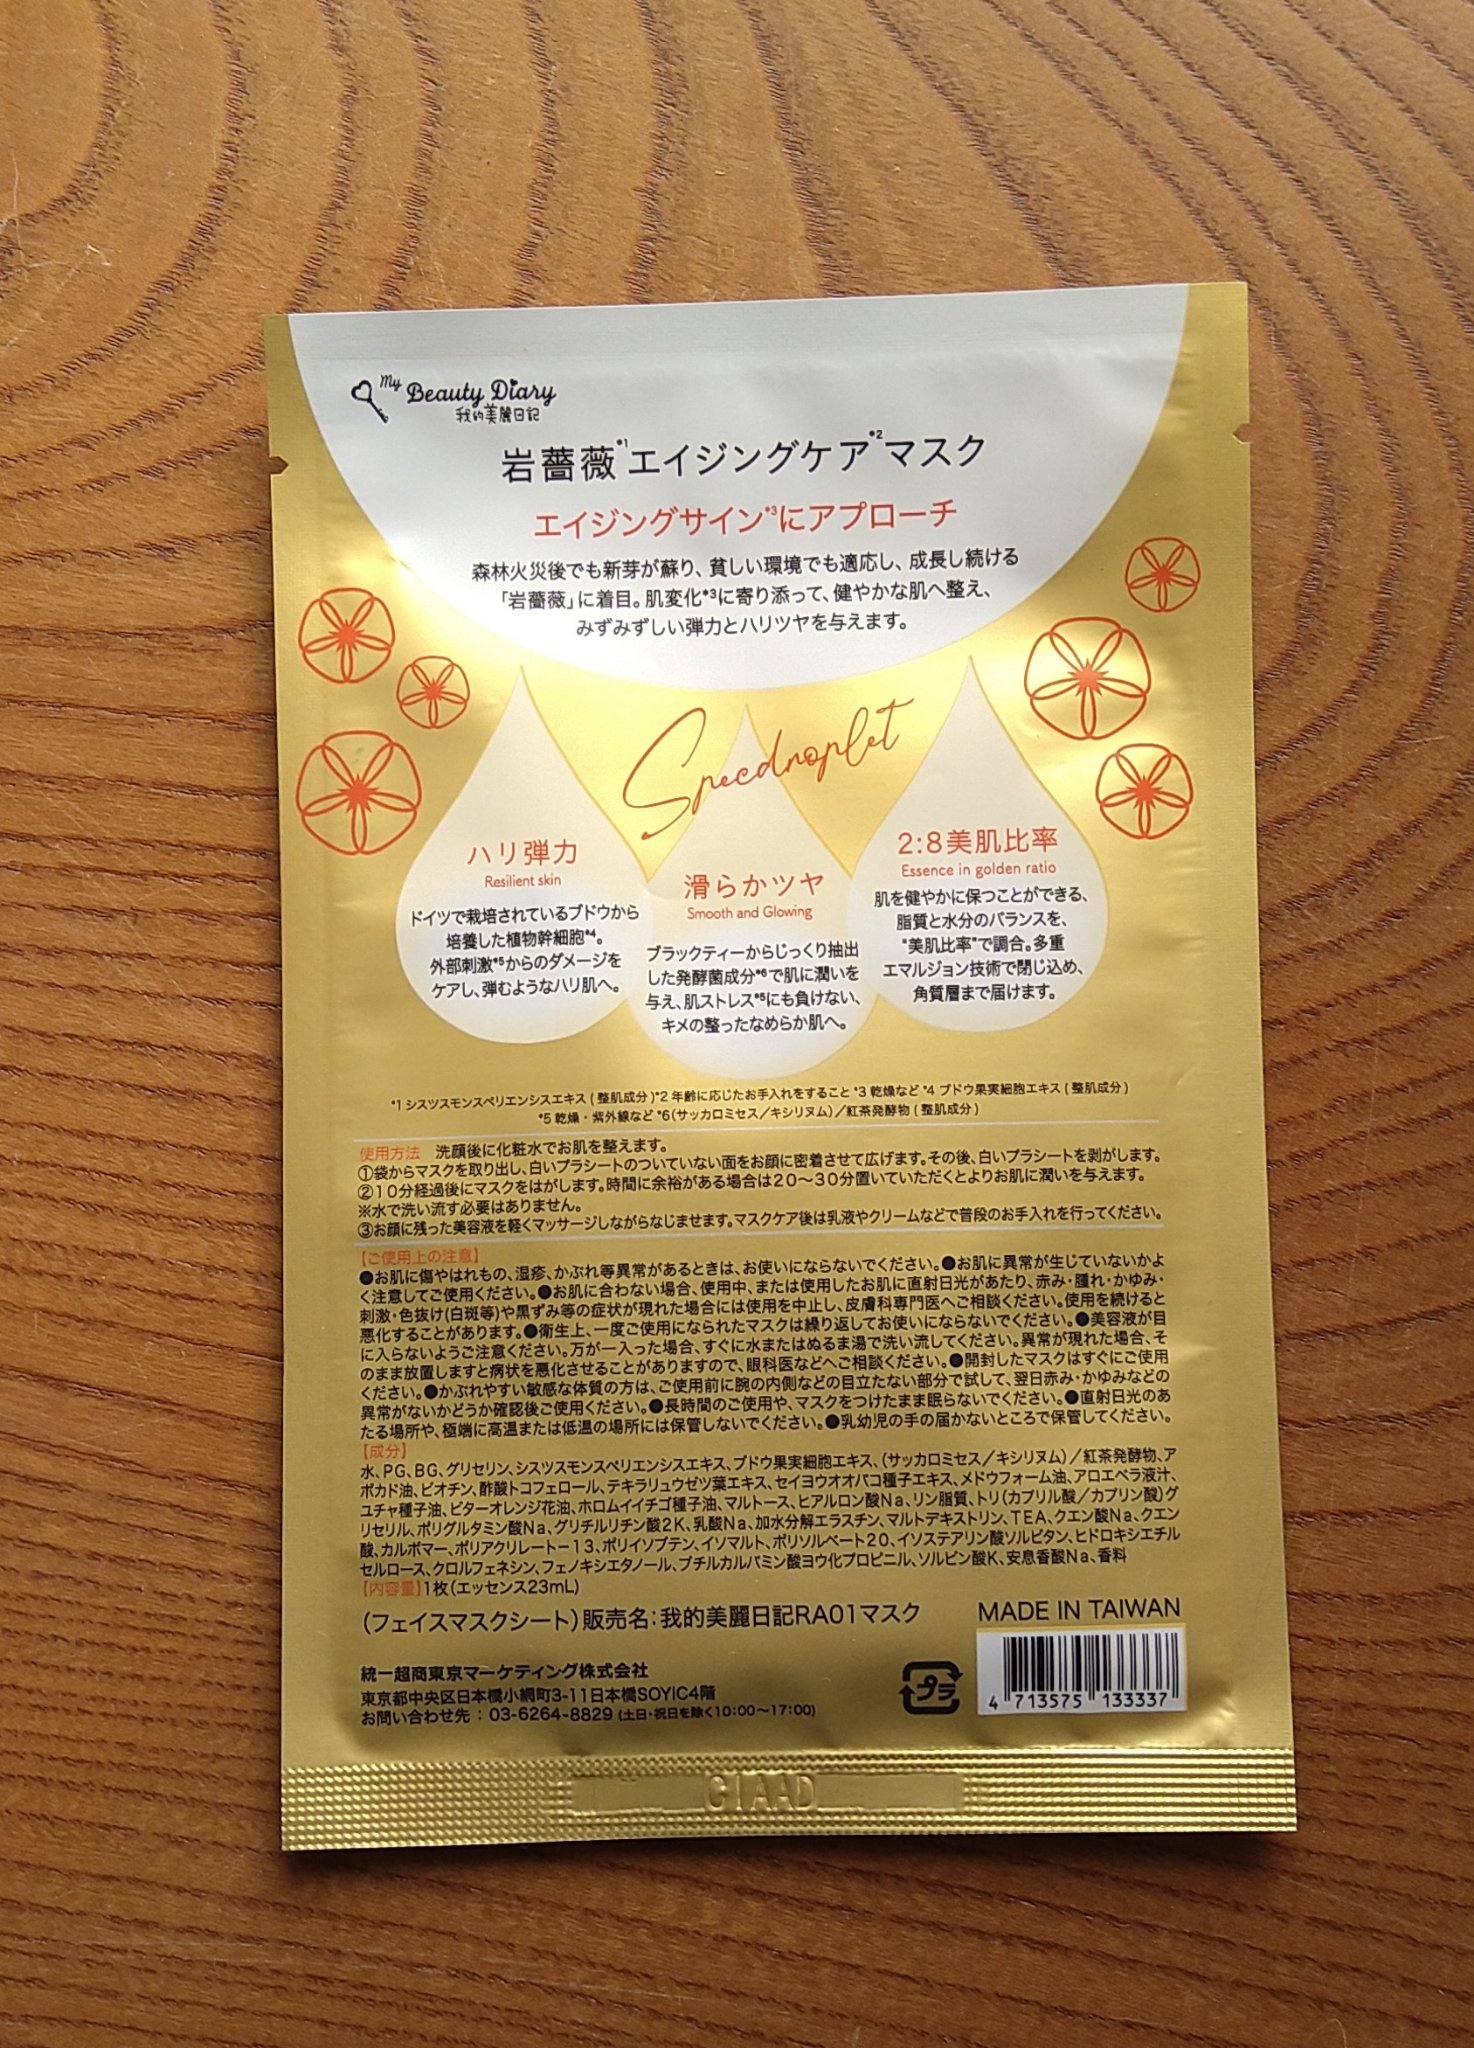 My Beauty Diary
我的美麗日記
岩薔薇*1エイジングケア*2マスク
エイジングサイン*3にアプローチ
森林火災後でも新芽が蘇り、貧しい環境でも適応し、成長し続ける
「岩薔薇」に着目。肌変化*3に寄り添って、健やかな肌へ整え、
みずみずしい弾力とハリツヤを与えます。
Specdroplet
ハリ弾力
Resilient skin
ドイツで栽培されているブドウから
培養した植物幹細胞*4。
外部刺激*5からのダメージを
ケアし、弾むようなハリ肌へ。
滑らかツヤ
Smooth and Glowing
ブラックティーからじっくり抽出
した発酵菌成分*6で肌に潤いを
与え、肌ストレス*5にも負けない、
キメの整ったなめらか肌へ。
2:8美肌比率
Essence in golden ratio
肌を健やかに保つことができる、
脂質と水分のバランスを、
“美肌比率”で調合。多重
エマルジョン技術で閉じ込め、
角質層まで届けます。
*1 シスツスモンスペリエンシスエキス ( 整肌成分 )*2 年齢に応じたお手入れをすること *3 乾燥など *4 ブドウ果実細胞エキス ( 整肌成分 )
*5 乾燥・紫外線など *6(サッカロミセス/キシリヌム)/紅茶発酵物 ( 整肌成分 )
使用方法 洗顔後に化粧水でお肌を整えます。
①袋からマスクを取り出し、白いプラシートのついていない面をお顔に密着させて広げます。その後、白いプラシートを剥がします。
②10分経過後にマスクをはがします。時間に余裕がある場合は20〜30分置いていただくとよりお肌に潤いを与えます。
※水で洗い流す必要はありません。
③お顔に残った美容液を軽くマッサージしながらなじませます。マスクケア後は乳液やクリームなどで普段のお手入れを行ってください。
【ご使用上の注意】
●お肌に傷やはれもの、湿疹、かぶれ等異常があるときは、お使いにならないでください。●お肌に異常が生じていないかよ
く注意してご使用ください。●お肌に合わない場合、使用中、または使用したお肌に直射日光があたり、赤み・腫れ・かゆみ・
刺激・色抜け(白斑等)や黒ずみ等の症状が現れた場合には使用を中止し、皮膚科専門医へご相談ください。使用を続けると
悪化することがあります。●衛生上、一度ご使用になられたマスクは繰り返してお使いにならないでください。●美容液が目
に入らないようご注意ください。万が一入った場合、すぐに水またはぬるま湯で洗い流してください。異常が現れた場合、そ
のまま放置しますと病状を悪化させることがありますので、眼科医などへご相談ください。●開封したマスクはすぐにご使用
ください。●かぶれやすい敏感な体質の方は、ご使用前に腕の内側などの目立たない部分で試して、翌日赤み・かゆみなどの
異常がないかどうか確認後ご使用ください。●長時間のご使用や、マスクをつけたまま眠らないでください。●直射日光のあ
たる場所や、極端に高温または低温の場所には保管しないでください。●乳幼児の手の届かないところで保管してください。
【成分】
水、PG、BG、グリセリン、シスツスモンスペリエンシスエキス、ブドウ果実細胞エキス、(サッカロミセス/キシリヌム)/紅茶発酵物、ア
ボカド油、ビオチン、酢酸トコフェロール、テキラリュウゼツ葉エキス、セイヨウオオバコ種子エキス、メドウフォーム油、アロエベラ液汁、
ユチャ種子油、ビターオレンジ花油、ホロムイイチゴ種子油、マルトース、ヒアルロン酸Na、リン脂質、トリ(カプリル酸/カプリン酸)グ
リセリル、ポリグルタミン酸Na、グリチルリチン酸2K、乳酸Na、加水分解エラスチン、マルトデキストリン、TEA、クエン酸Na、クエン
酸、カルボマー、ポリアクリレート-13、ポリイソブテン、イソマルト、ポリソルベート20、イソステアリン酸ソルビタン、ヒドロキシエチル
セルロース、クロルフェネシン、フェノキシエタノール、ブチルカルバミン酸ヨウ化プロピニル、ソルビン酸K、安息香酸Na、香料
【内容量】1枚(エッセンス23mL)
(フェイスマスクシート)販売名:我的美麗日記RA01マスク
MADE IN TAIWAN
統一超商東京マーケティング株式会社
東京都中央区日本橋小網町3-11日本橋SOYIC4階
お問い合わせ先 : 03-6264-8829 (土日・祝日を除く10:00〜17:00)
プラ
4 713575 133337